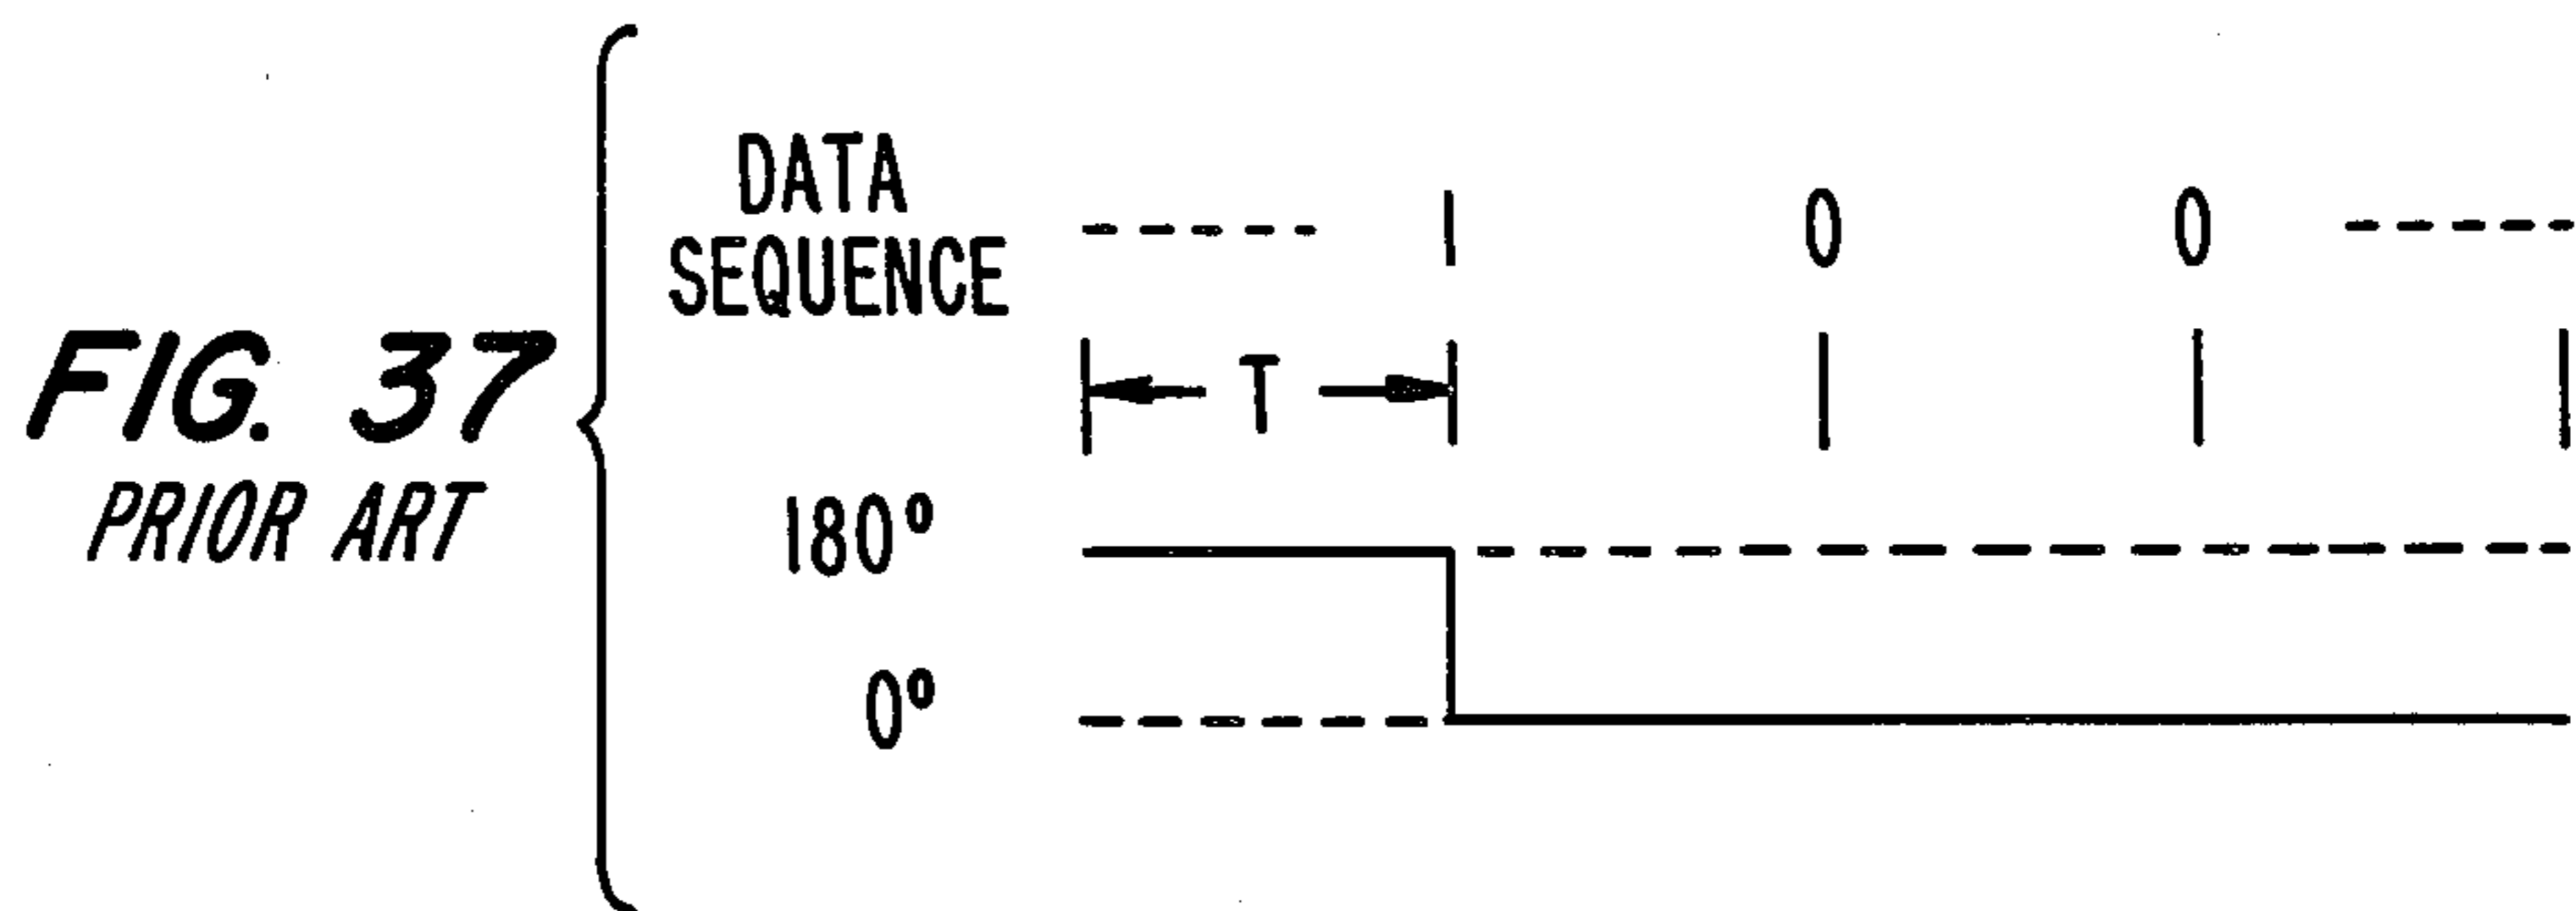 FIG. 37
PRIOR ART
DATA
SEQUENCE
1 0 0
T
180°
0°